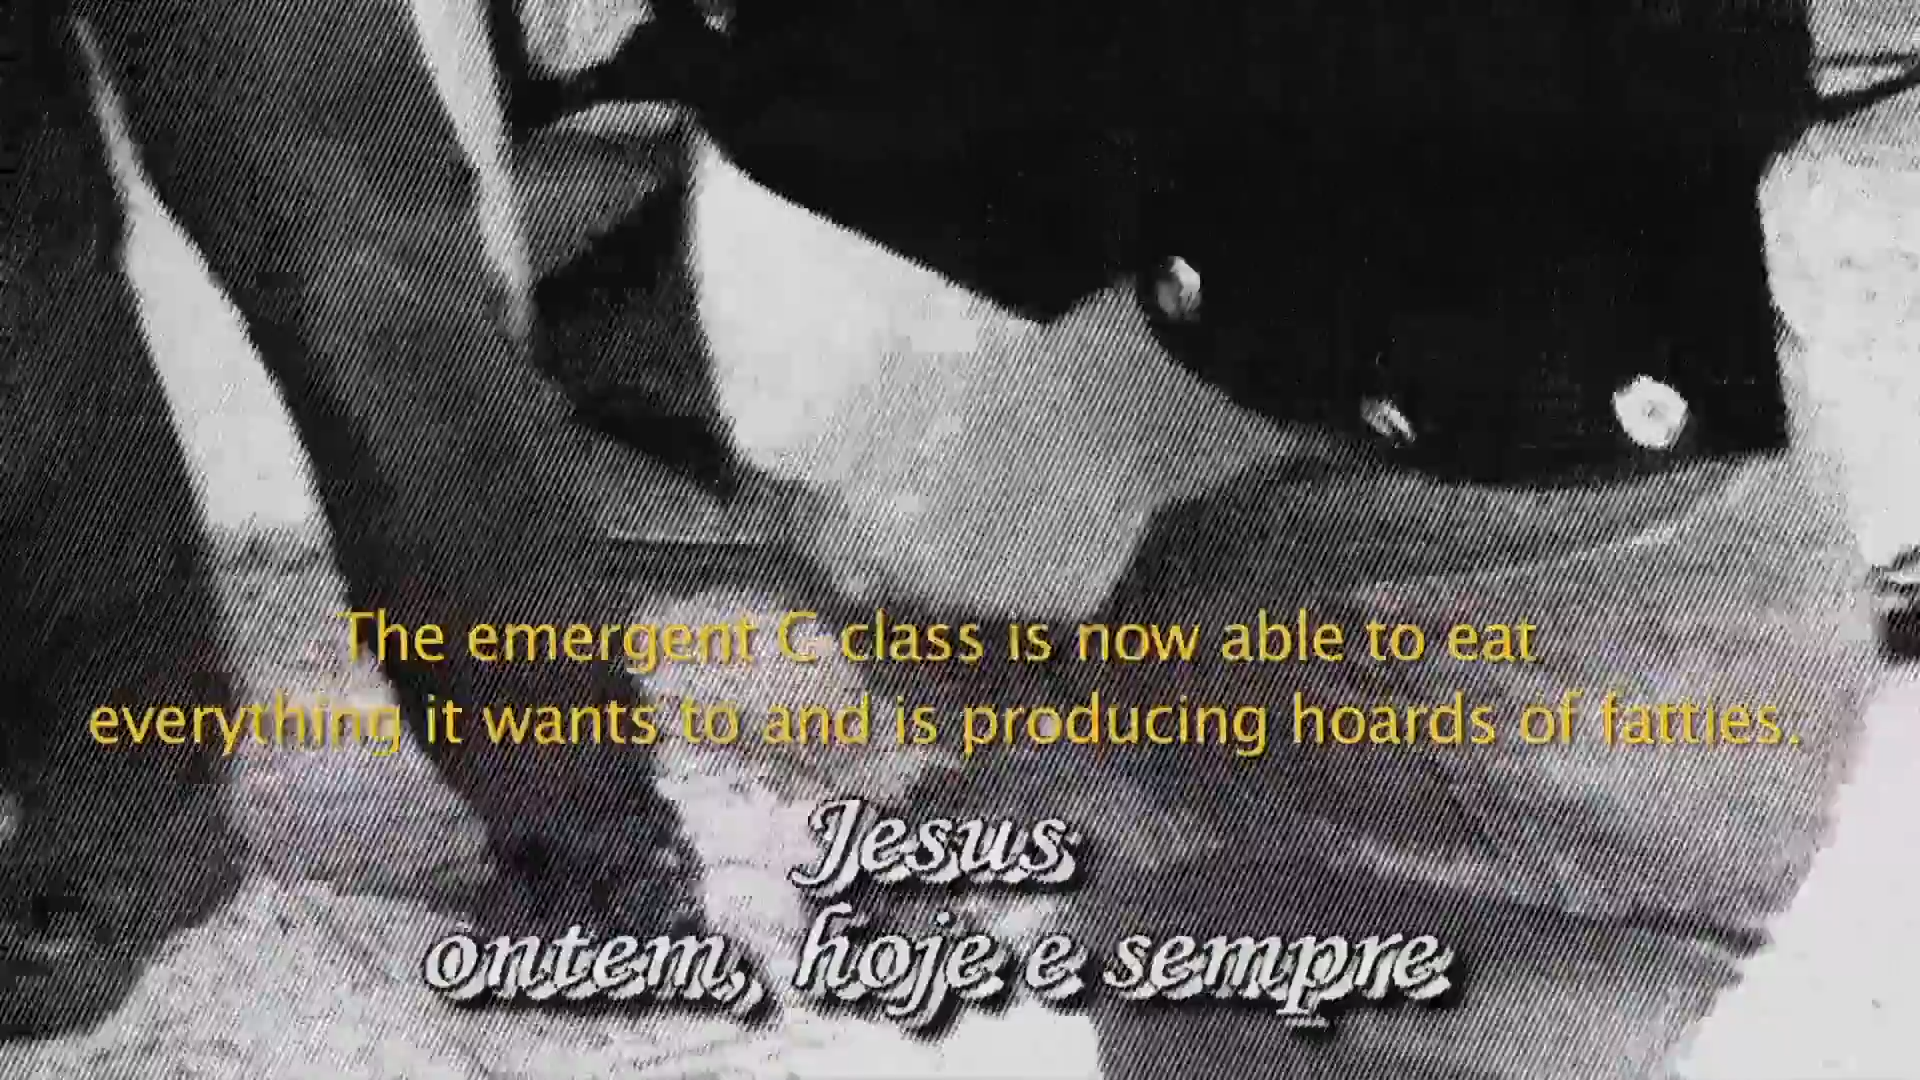 The emergent C class is now able to eat
everything it wants to and is producing hoards of fatties.
Jesus
ontem, hoje e sempre